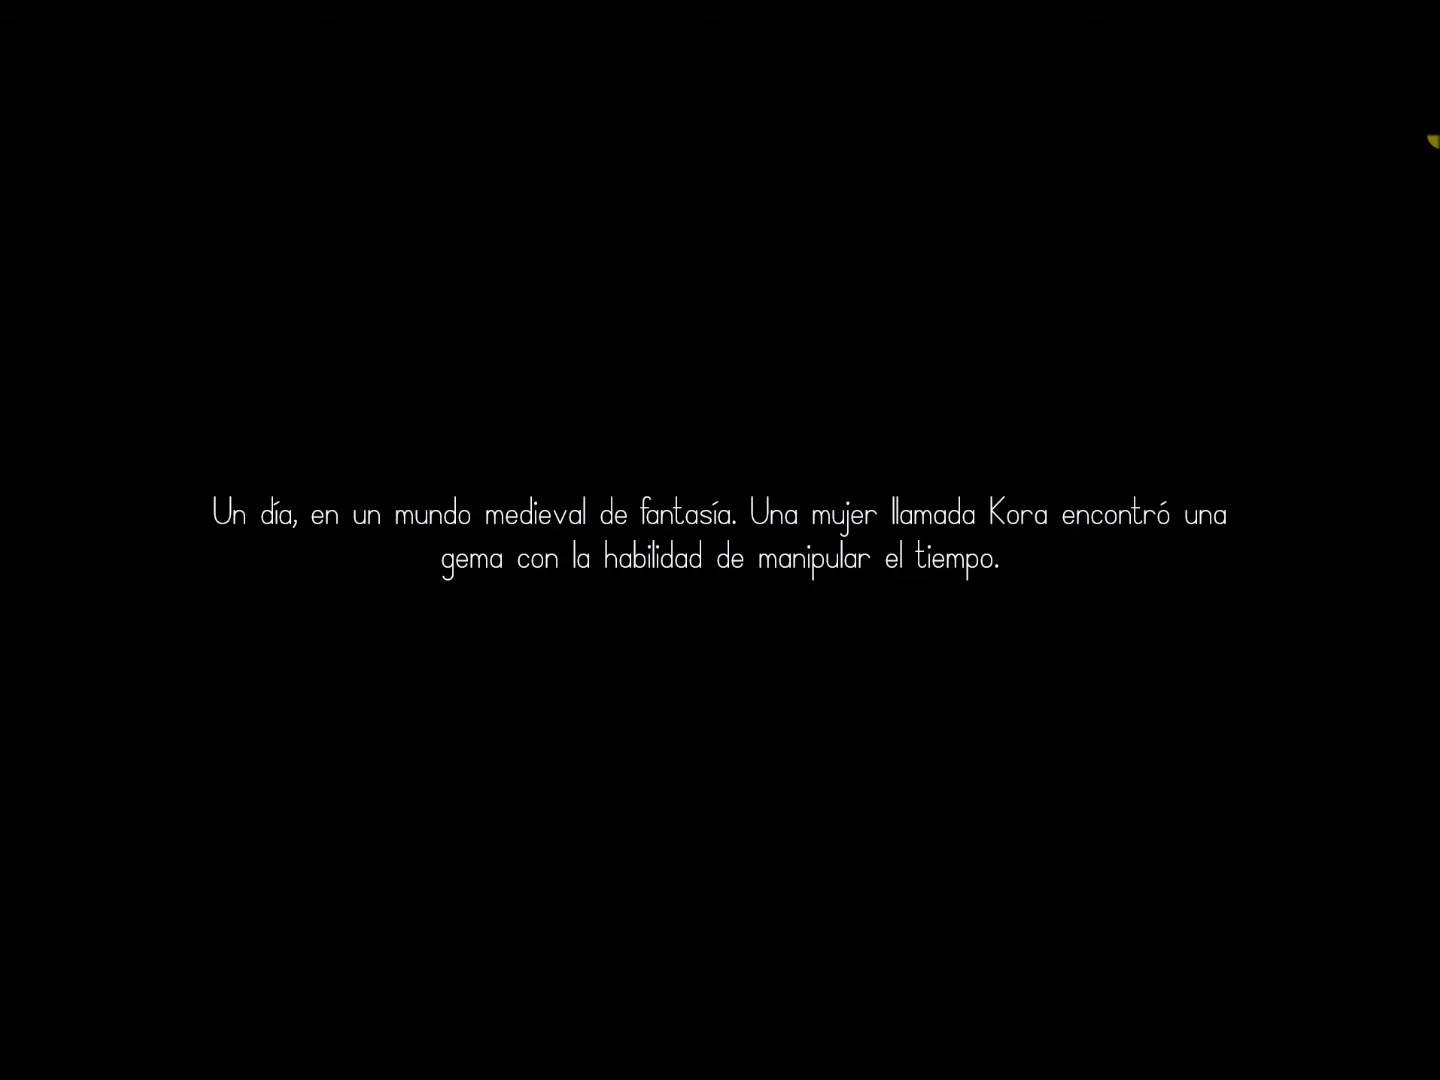 Un día, en un mundo medieval de fantasía. Una mujer llamada Kora encontró una
gema con la habilidad de manipular el tiempo.